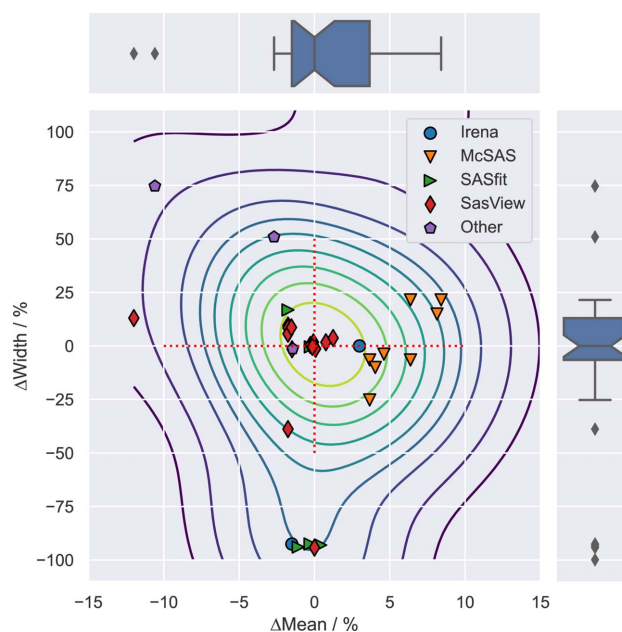 100
75
50
25
0
−25
−50
−75
−100
ΔWidth / %
Irena
McSAS
SASfit
SasView
Other
−15 −10 −5 0 5 10 15
ΔMean / %